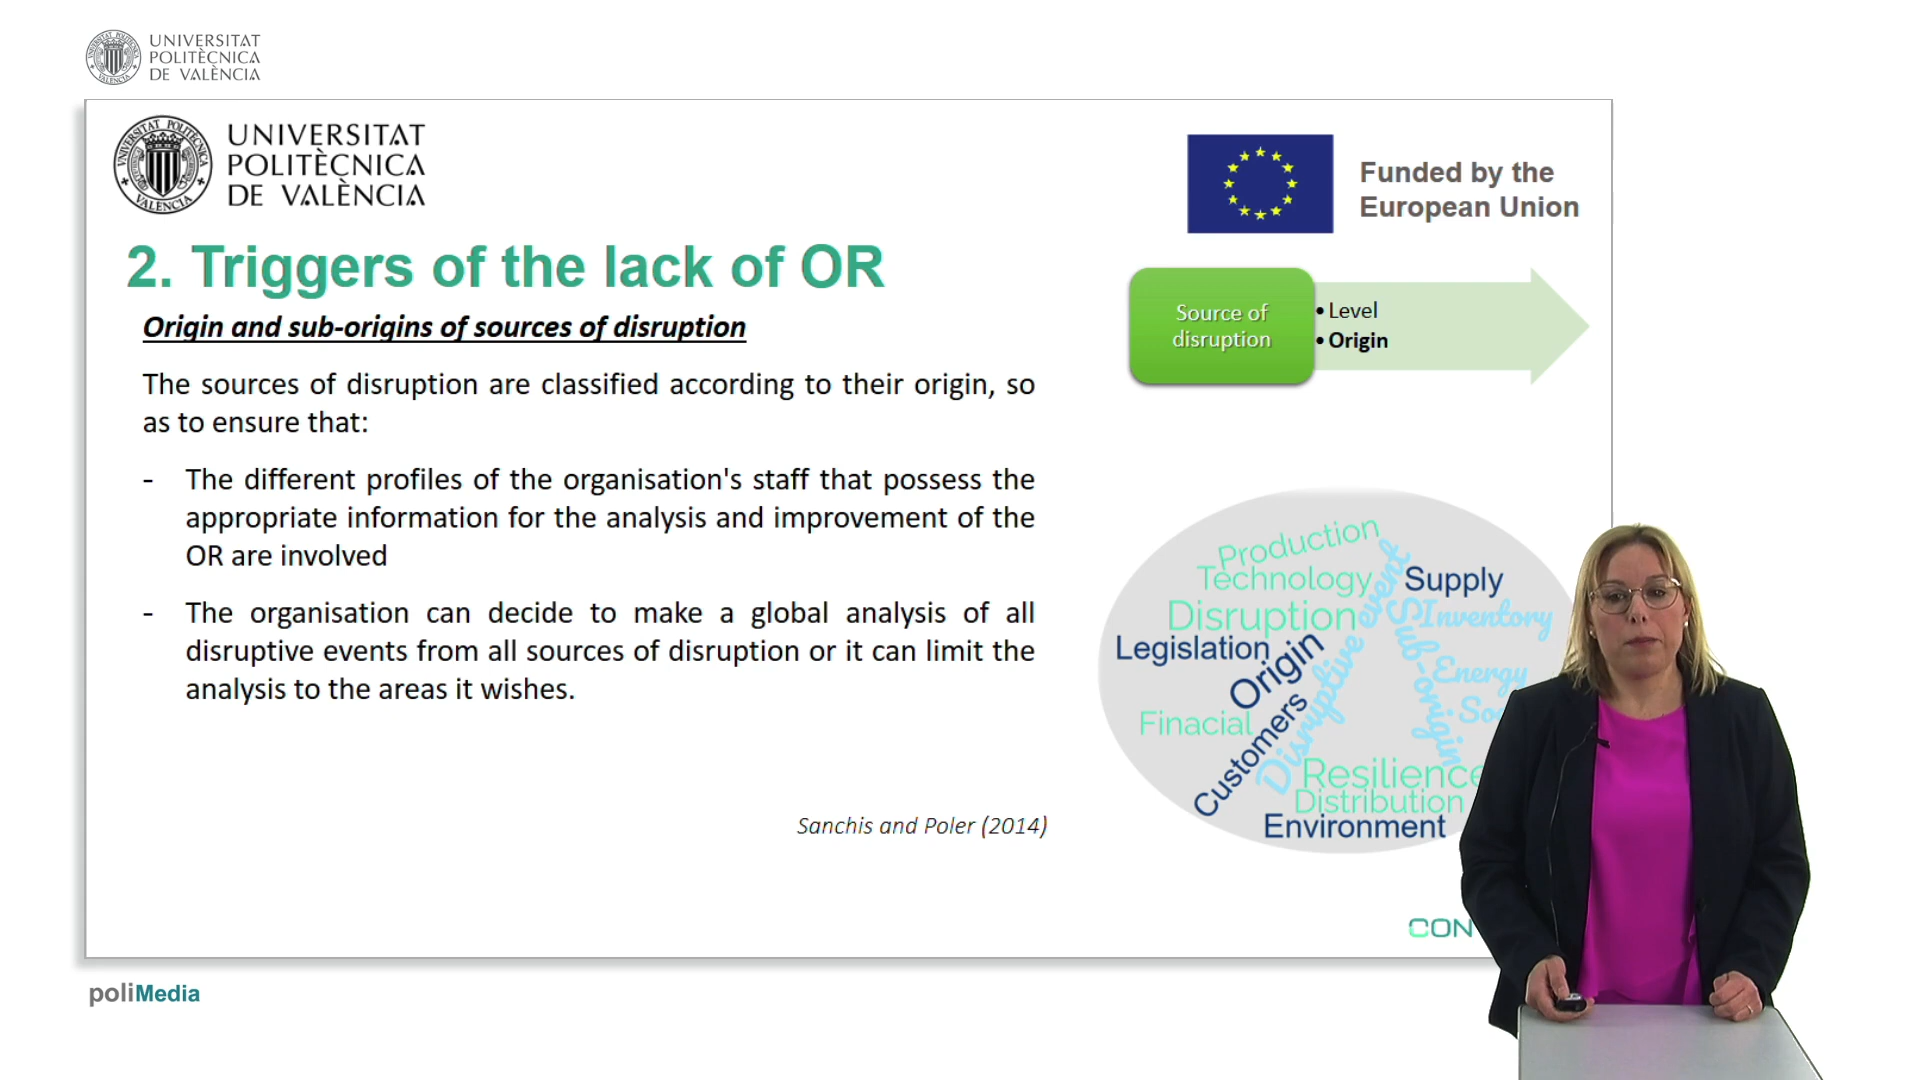 UNIVERSITAT
POLITÈCNICA
DE VALÈNCIA
UNIVERSITAT
POLITÈCNICA
DE VALÈNCIA
Funded by the
European Union
2. Triggers of the lack of OR
Source of
disruption
• Level
• Origin
Origin and sub-origins of sources of disruption
The sources of disruption are classified according to their origin, so
as to ensure that:
- The different profiles of the organisation's staff that possess the
appropriate information for the analysis and improvement of the
OR are involved
- The organisation can decide to make a global analysis of all
disruptive events from all sources of disruption or it can limit the
analysis to the areas it wishes.
Sanchis and Poler (2014)
Production
Technology
Supply
Disruption
Inventory
Legislation
Origin
Disruptive event
Sub-origin
Energy
Finacial
Customers
Resilience
Distribution
Environment
CON
poliMedia